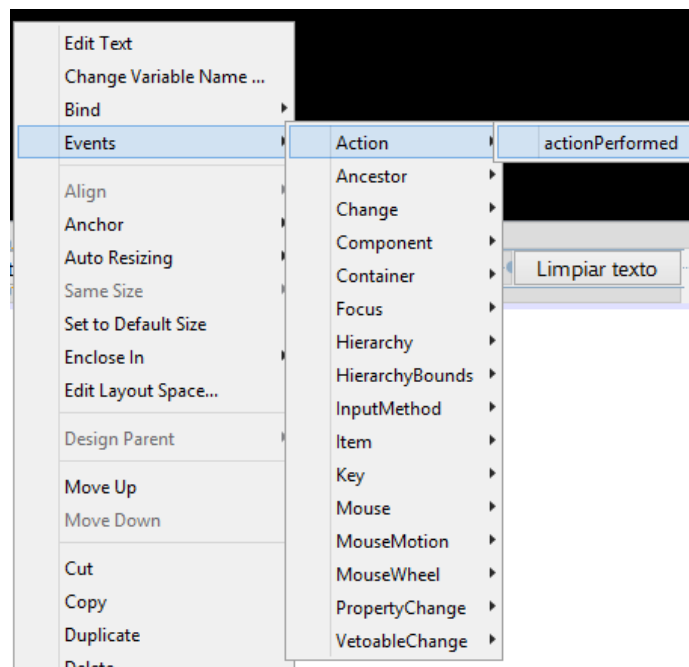 Edit Text
Change Variable Name ...
Bind
Events
Align
Anchor
Auto Resizing
Same Size
Set to Default Size
Enclose In
Edit Layout Space...
Design Parent
Move Up
Move Down
Cut
Copy
Duplicate
Delete
Action
Ancestor
Change
Component
Container
Focus
Hierarchy
HierarchyBounds
InputMethod
Item
Key
Mouse
MouseMotion
MouseWheel
PropertyChange
VetoableChange
actionPerformed
Limpiar texto